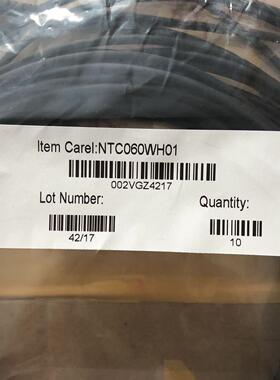 Item Carel:NTC060WH01
002VGZ4217
Lot Number:
Quantity:
42/17
10